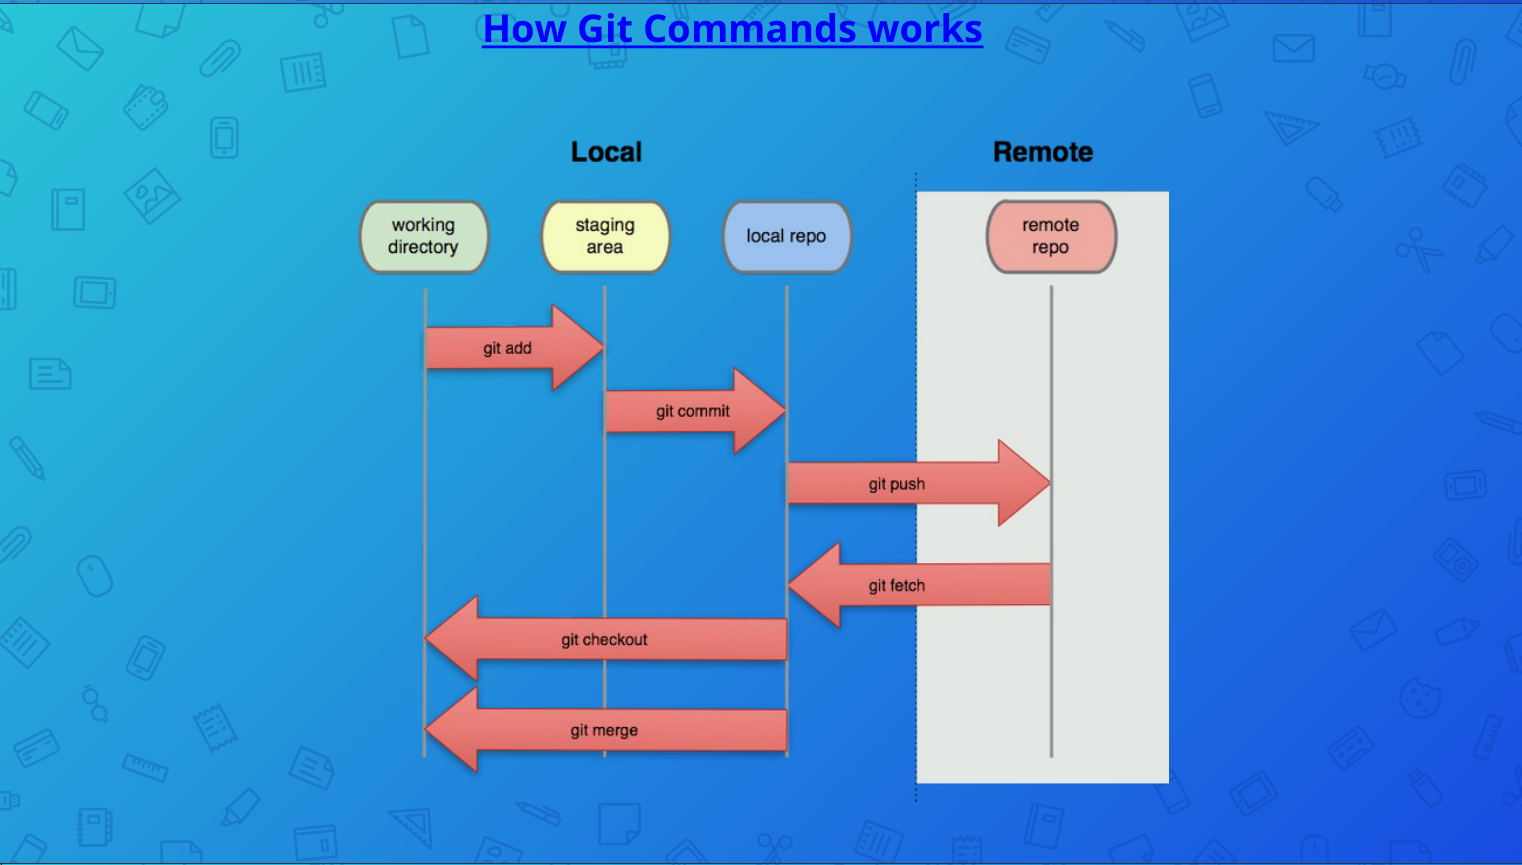 How Git Commands works
Local
Remote
working
directory
staging
area
local repo
remote
repo
git add
git commit
git push
git fetch
git checkout
git merge